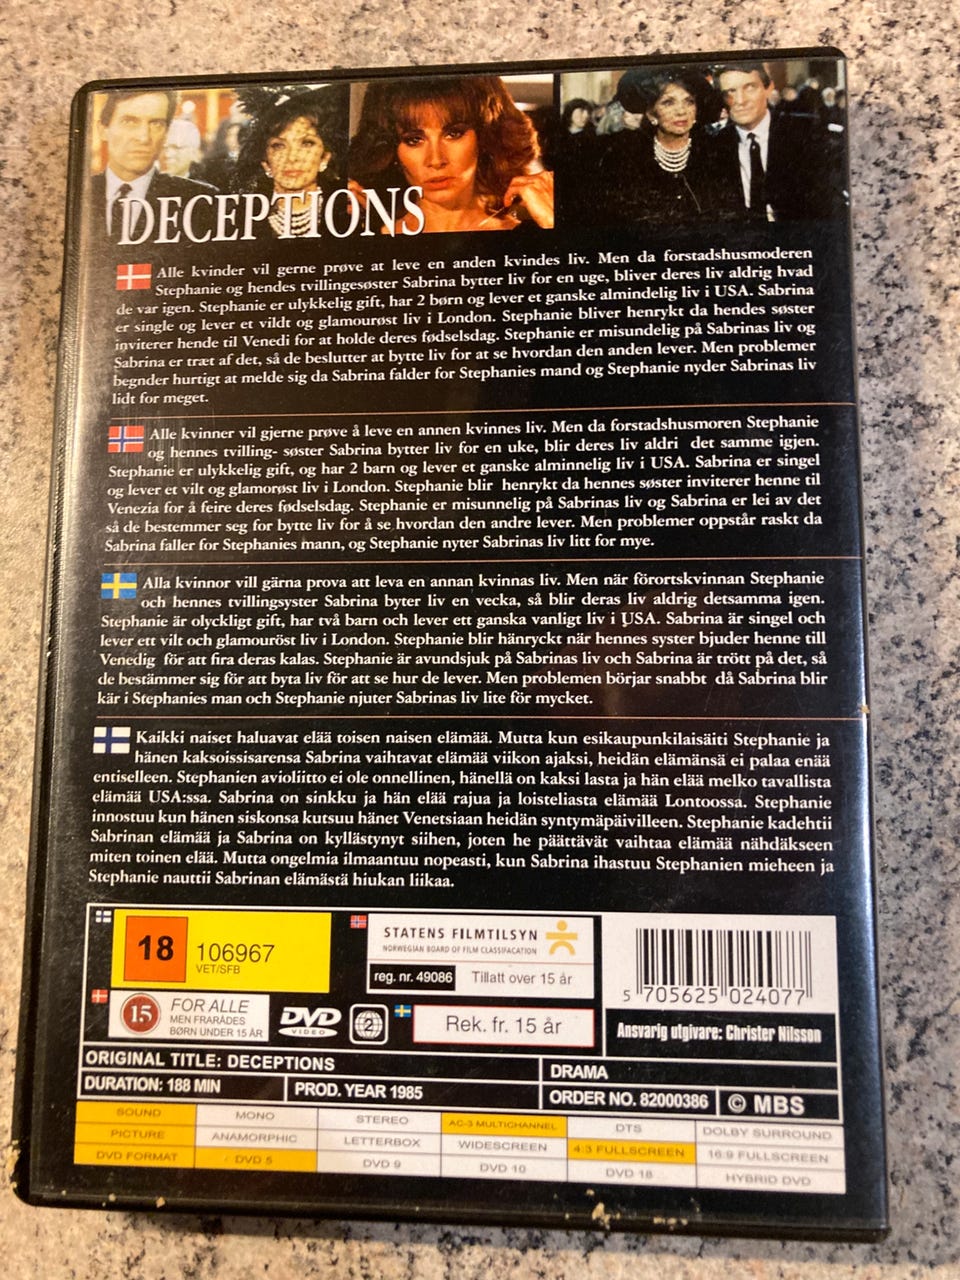 DECEPTIONS
Alle kvinder vil gerne prøve at leve en anden kvindes liv. Men da forstadshusmoderen
Stephanie og hendes tvillingesøster Sabrina bytter liv for en uge, bliver deres liv aldrig hvad
de var igen. Stephanie er ulykkelig gift, har 2 børn og lever et ganske almindelig liv i USA. Sabrina
er single og lever et vildt og glamourøst liv i London. Stephanie bliver henrykt da hendes søster
inviterer hende til Venedi for at holde deres fødselsdag. Stephanie er misundelig på Sabrinas liv og
Sabrina er træt af det, så de beslutter at bytte liv for at se hvordan den anden lever. Men problemer
begnder hurtigt at melde sig da Sabrina falder for Stephanies mand og Stephanie nyder Sabrinas liv
lidt for meget.
Alle kvinner vil gjerne prøve å leve en annen kvinnes liv. Men da forstadshusmoren Stephanie
og hennes tvilling- søster Sabrina bytter liv for en uke, blir deres liv aldri det samme igjen.
Stephanie er ulykkelig gift, og har 2 barn og lever et ganske alminnelig liv i USA. Sabrina er singel
og lever et vilt og glamorøst liv i London. Stephanie blir henrykt da hennes søster inviterer henne til
Venezia for å feire deres fødselsdag. Stephanie er misunnelig på Sabrinas liv og Sabrina er lei av det
så de bestemmer seg for bytte liv for å se hvordan den andre lever. Men problemer oppstår raskt da
Sabrina faller for Stephanies mann, og Stephanie nyter Sabrinas liv litt for mye.
Alla kvinnor vill gärna prova att leva en annan kvinnas liv. Men när förortskvinnan Stephanie
och hennes tvillingsyster Sabrina byter liv en vecka, så blir deras liv aldrig detsamma igen.
Stephanie är olyckligt gift, har två barn och lever ett ganska vanligt liv i USA. Sabrina är singel och
lever ett vilt och glamouröst liv i London. Stephanie blir hänryckt när hennes syster bjuder henne till
Venedig för att fira deras kalas. Stephanie är avundsjuk på Sabrinas liv och Sabrina är trött på det, så
de bestämmer sig för att byta liv för att se hur de lever. Men problemen börjar snabbt då Sabrina blir
kär i Stephanies man och Stephanie njuter Sabrinas liv lite för mycket.
Kaikki naiset haluavat elää toisen naisen elämää. Mutta kun esikaupunkilaisäiti Stephanie ja
hänen kaksoissisarensa Sabrina vaihtavat elämää viikon ajaksi, heidän elämänsä ei palaa enää
entiselleen. Stephanien avioliitto ei ole onnellinen, hänellä on kaksi lasta ja hän elää melko tavallista
elämää USA:ssa. Sabrina on sinkku ja hän elää rajua ja loisteliasta elämää Lontoossa. Stephanie
innostuu kun hänen siskonsa kutsuu hänet Venetsiaan heidän syntymäpäivilleen. Stephanie kadehtii
Sabrinan elämää ja Sabrina on kyllästynyt siihen, joten he päättävät vaihtaa elämää nähdäkseen
miten toinen elää. Mutta ongelmia ilmaantuu nopeasti, kun Sabrina ihastuu Stephanien mieheen ja
Stephanie nauttii Sabrinan elämästä hiukan liikaa.
18 106967
VET/SFB
STATENS FILMTILSYN
NORWEGIAN BOARD OF FILM CLASSIFACATION
reg. nr. 49086 Tillatt over 15 år
15 FOR ALLE
MEN FRARÅDES
BØRN UNDER 15 ÅR
DVD
VIDEO
2
Rek. fr. 15 år
5 705625 024077
Ansvarig utgivare: Christer Nilsson
ORIGINAL TITLE: DECEPTIONS
DRAMA
DURATION: 188 MIN PROD. YEAR 1985
ORDER NO. 82000386 © MBS
SOUND MONO STEREO AC-3 MULTICHANNEL DTS DOLBY SURROUND
PICTURE ANAMORPHIC LETTERBOX WIDESCREEN 4:3 FULLSCREEN 16:9 FULLSCREEN
DVD FORMAT DVD 5 DVD 9 DVD 10 DVD 18 HYBRID DVD